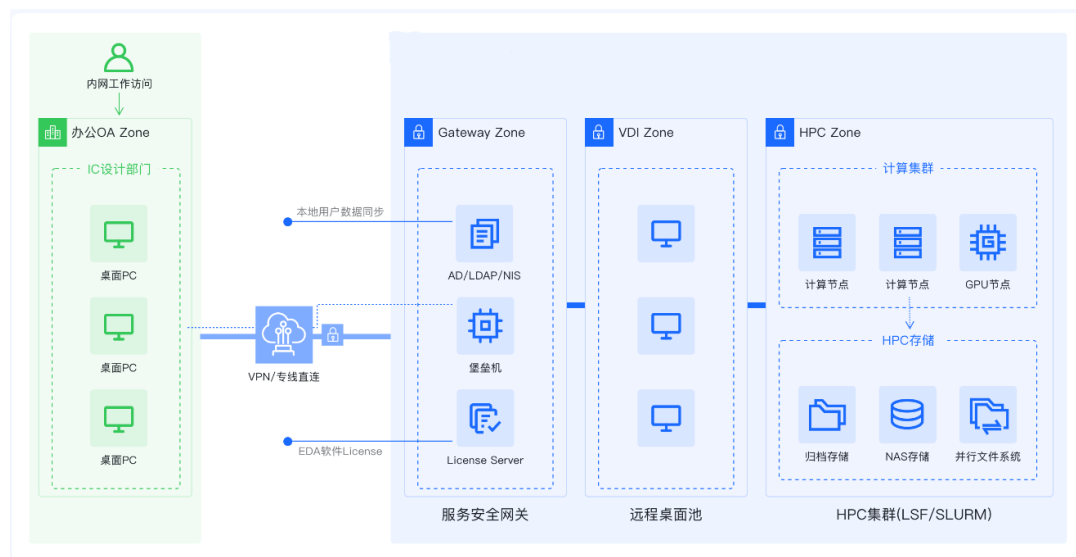 内网工作访问
办公OA Zone
IC设计部门
桌面PC
桌面PC
桌面PC
本地用户数据同步
VPN/专线直连
EDA软件License
Gateway Zone
AD/LDAP/NIS
堡垒机
License Server
服务安全网关
VDI Zone
远程桌面池
HPC Zone
计算集群
计算节点
计算节点
GPU节点
HPC存储
归档存储
NAS存储
并行文件系统
HPC集群(LSF/SLURM)